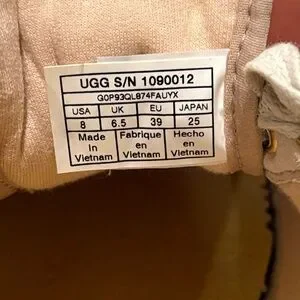 UGG S/N 1090012
G0P93QL874FAUYX
USA UK EU JAPAN
8 6.5 39 25
Made in Vietnam
Fabrique en Vietnam
Hecho en Vietnam